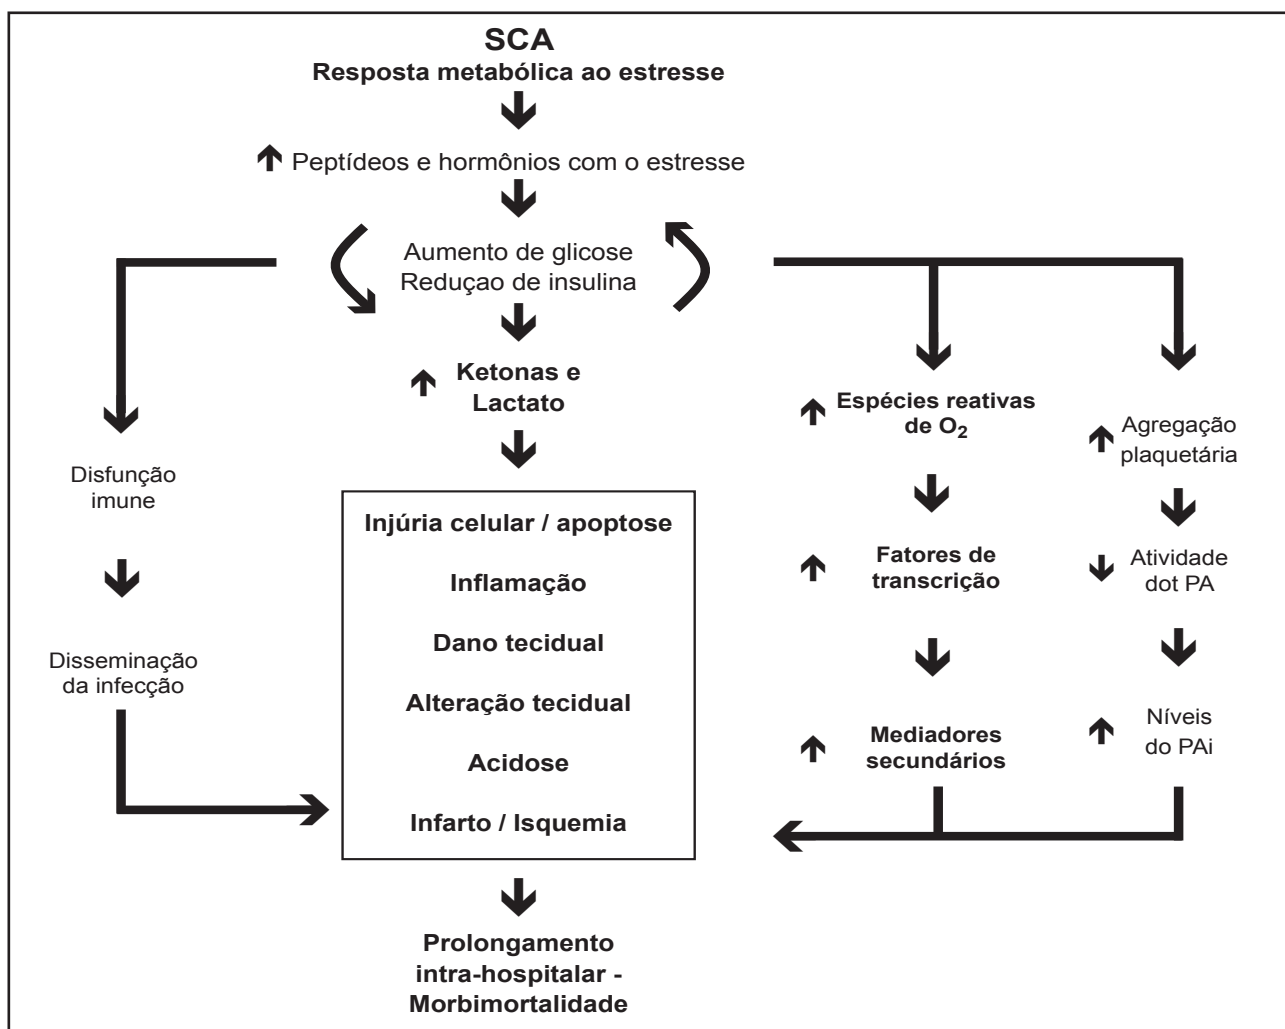 SCA
Resposta metabólica ao estresse
Peptídeos e hormônios com o estresse
Aumento de glicose
Reduçao de insulina
Ketonas e
Lactato
Disfunção
imune
Disseminação
da infecção
Injúria celular / apoptose
Inflamação
Dano tecidual
Alteração tecidual
Acidose
Infarto / Isquemia
Espécies reativas
de O₂
Fatores de
transcrição
Mediadores
secundários
Agregação
plaquetária
Atividade
dot PA
Níveis
do PAi
Prolongamento
intra-hospitalar -
Morbimortalidade